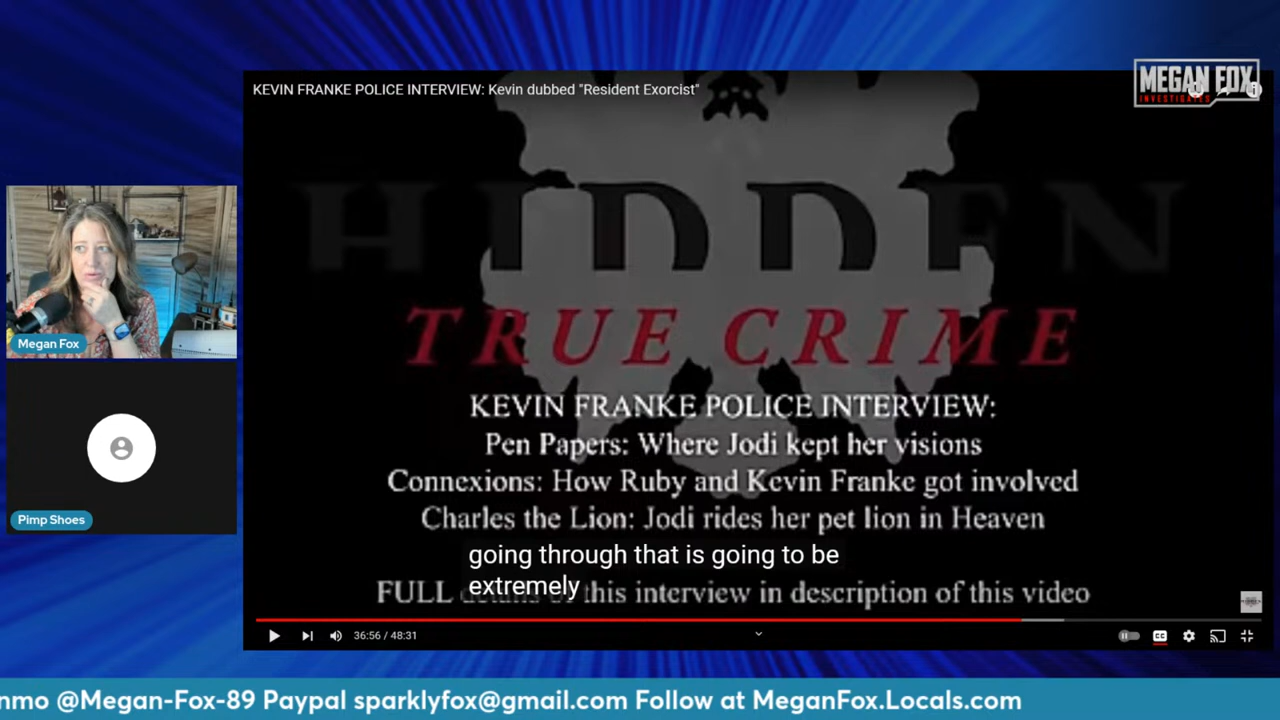 KEVIN FRANKE POLICE INTERVIEW: Kevin dubbed "Resident Exorcist"
MEGAN FOX
INVESTIGATES
HIDDEN
TRUE CRIME
KEVIN FRANKE POLICE INTERVIEW:
Pen Papers: Where Jodi kept her visions
Connexions: How Ruby and Kevin Franke got involved
Charles the Lion: Jodi rides her pet lion in Heaven
going through that is going to be
extremely
FULL details of this interview in description of this video
36:56 / 48:31
CC
Megan Fox
Pimp Shoes
nmo @Megan-Fox-89 Paypal sparklyfox@gmail.com Follow at MeganFox.Locals.com